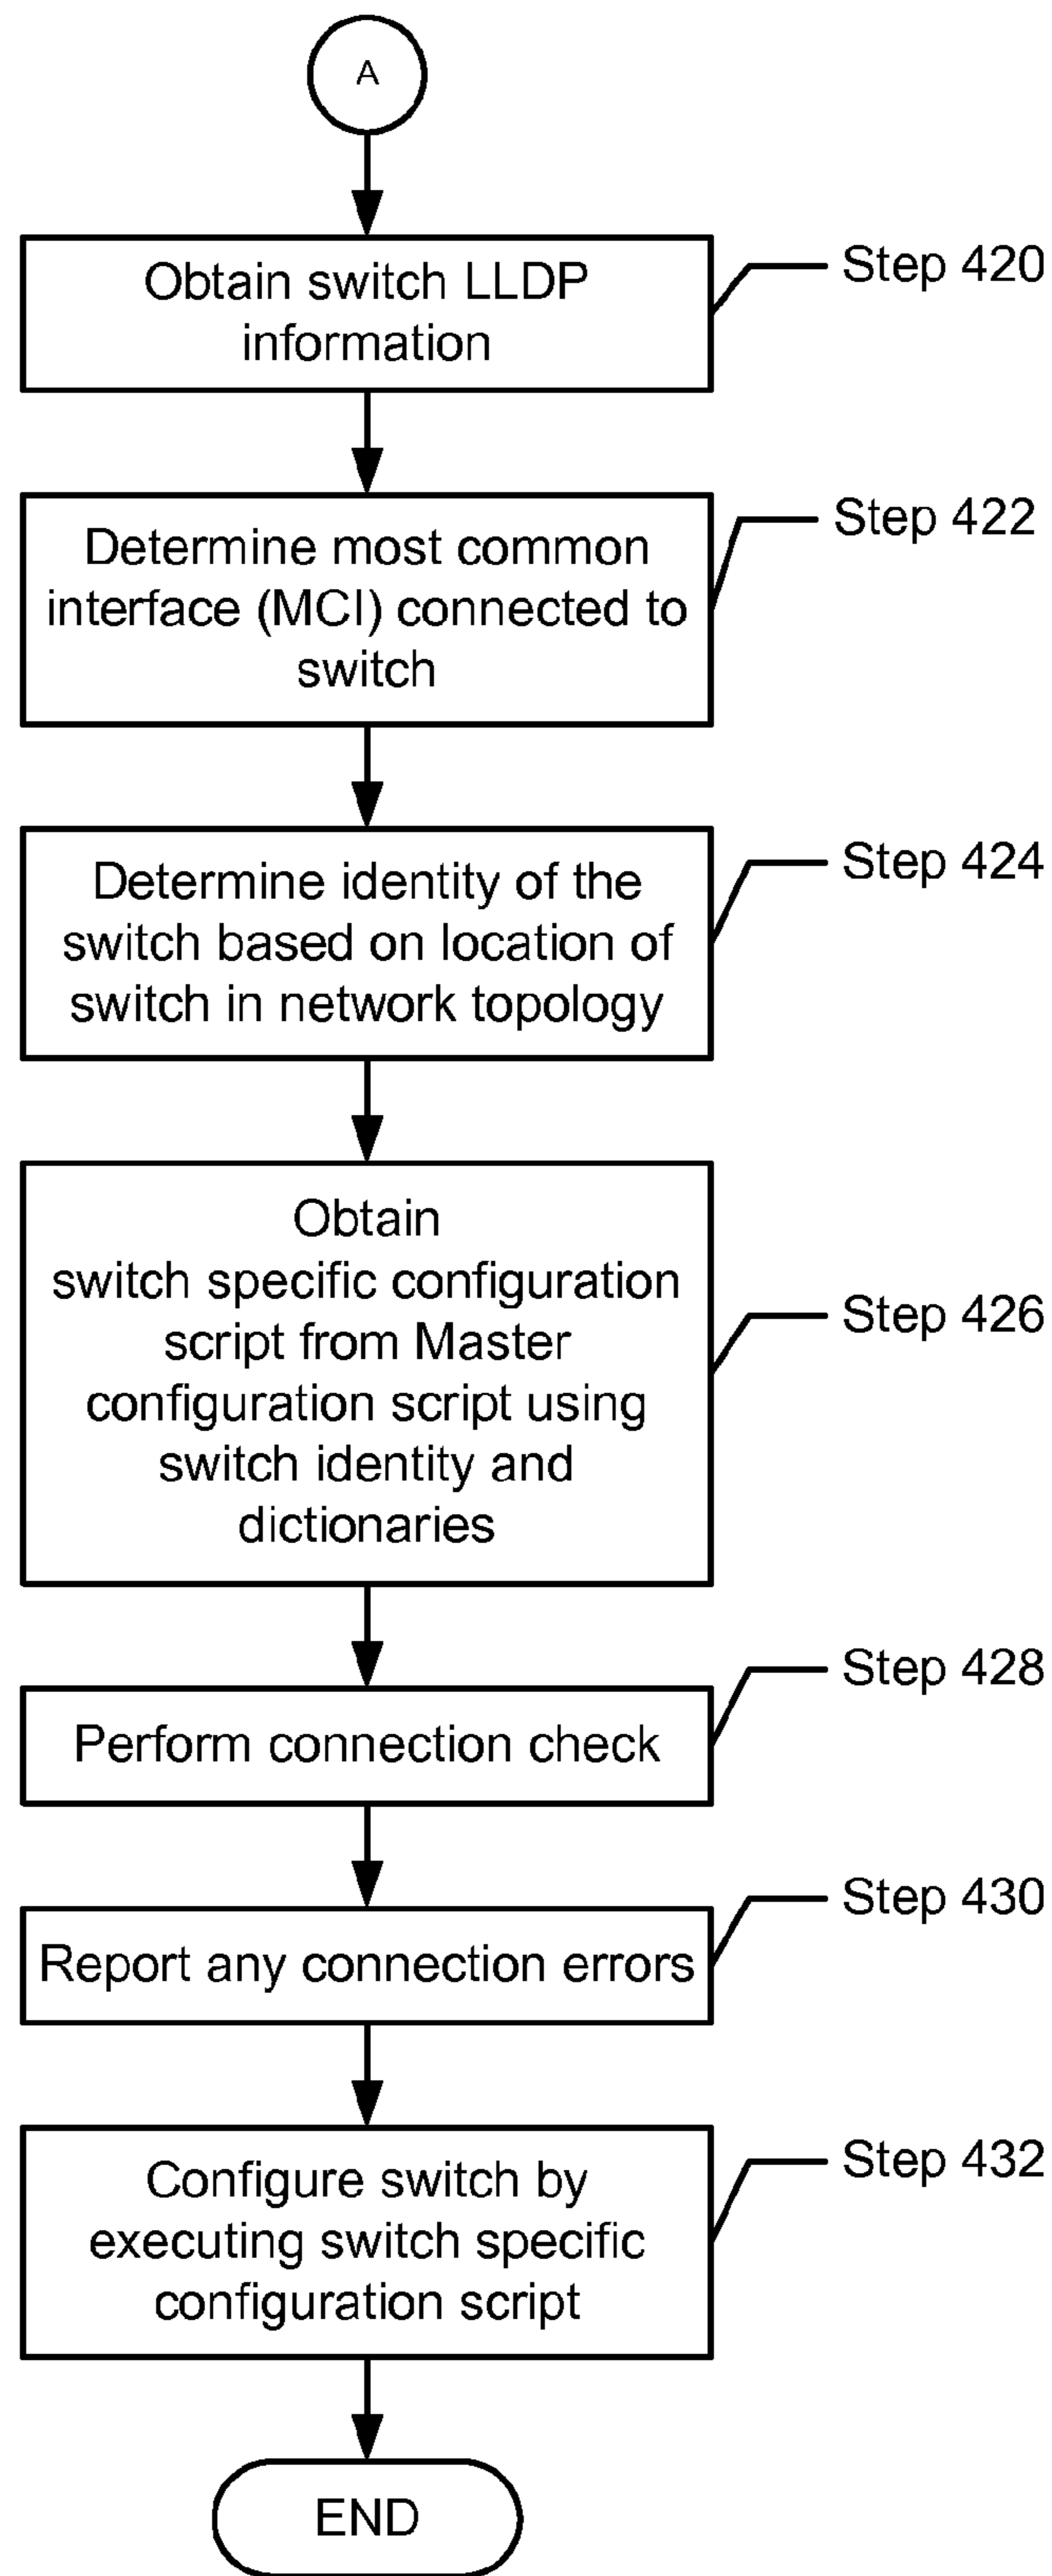 A
Obtain switch LLDP
information
Step 420
Determine most common
interface (MCI) connected to
switch
Step 422
Determine identity of the
switch based on location of
switch in network topology
Step 424
Obtain
switch specific configuration
script from Master
configuration script using
switch identity and
dictionaries
Step 426
Perform connection check
Step 428
Report any connection errors
Step 430
Configure switch by
executing switch specific
configuration script
Step 432
END